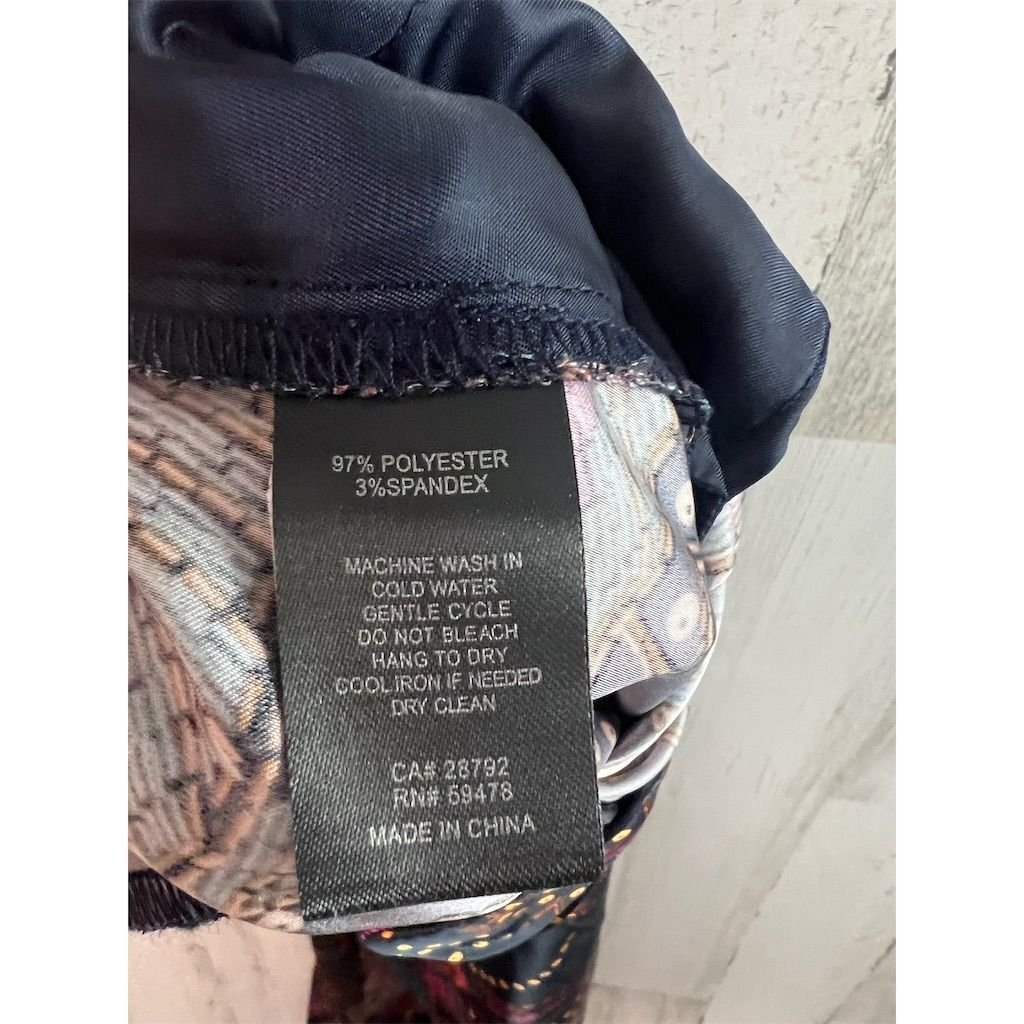 97% POLYESTER
3%SPANDEX
MACHINE WASH IN
COLD WATER
GENTLE CYCLE
DO NOT BLEACH
HANG TO DRY
COOL IRON IF NEEDED
DRY CLEAN
CA# 28792
RN# 59478
MADE IN CHINA